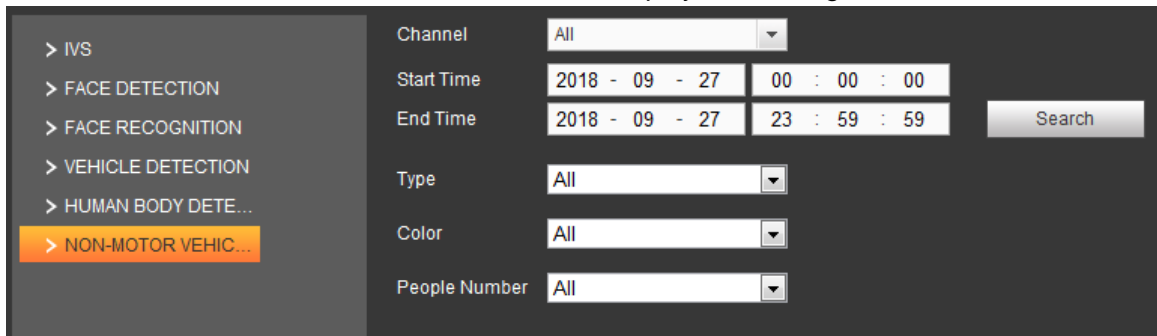 > IVS
> FACE DETECTION
> FACE RECOGNITION
> VEHICLE DETECTION
> HUMAN BODY DETE...
> NON-MOTOR VEHIC...
Channel All
Start Time 2018 - 09 - 27 00 : 00 : 00
End Time 2018 - 09 - 27 23 : 59 : 59 Search
Type All
Color All
People Number All